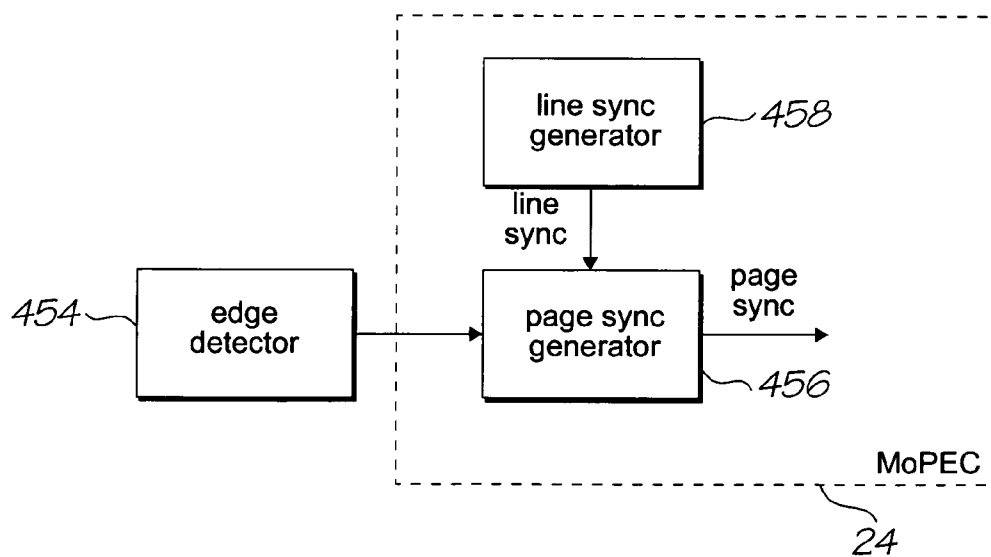 line sync
generator
458
line
sync
454
edge
detector
page sync
generator
page
sync
456
MoPEC
24